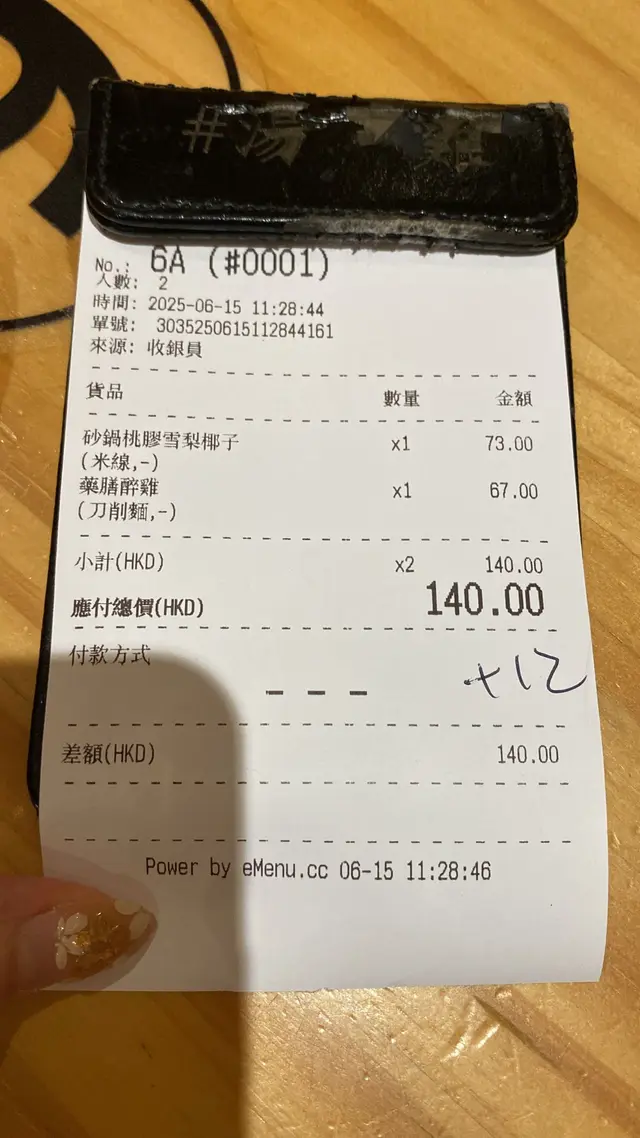 #湯
No.: 6A (#0001)
人數: 2
時間: 2025-06-15 11:28:44
單號: 3035250615112844161
來源: 收銀員
貨品 數量 金額
砂鍋桃膠雪梨椰子 x1 73.00
(米線,-)
藥膳醉雞 x1 67.00
(刀削麵,-)
小計(HKD) x2 140.00
應付總價(HKD) 140.00
付款方式
+12
---
差額(HKD) 140.00
Power by eMenu.cc 06-15 11:28:46